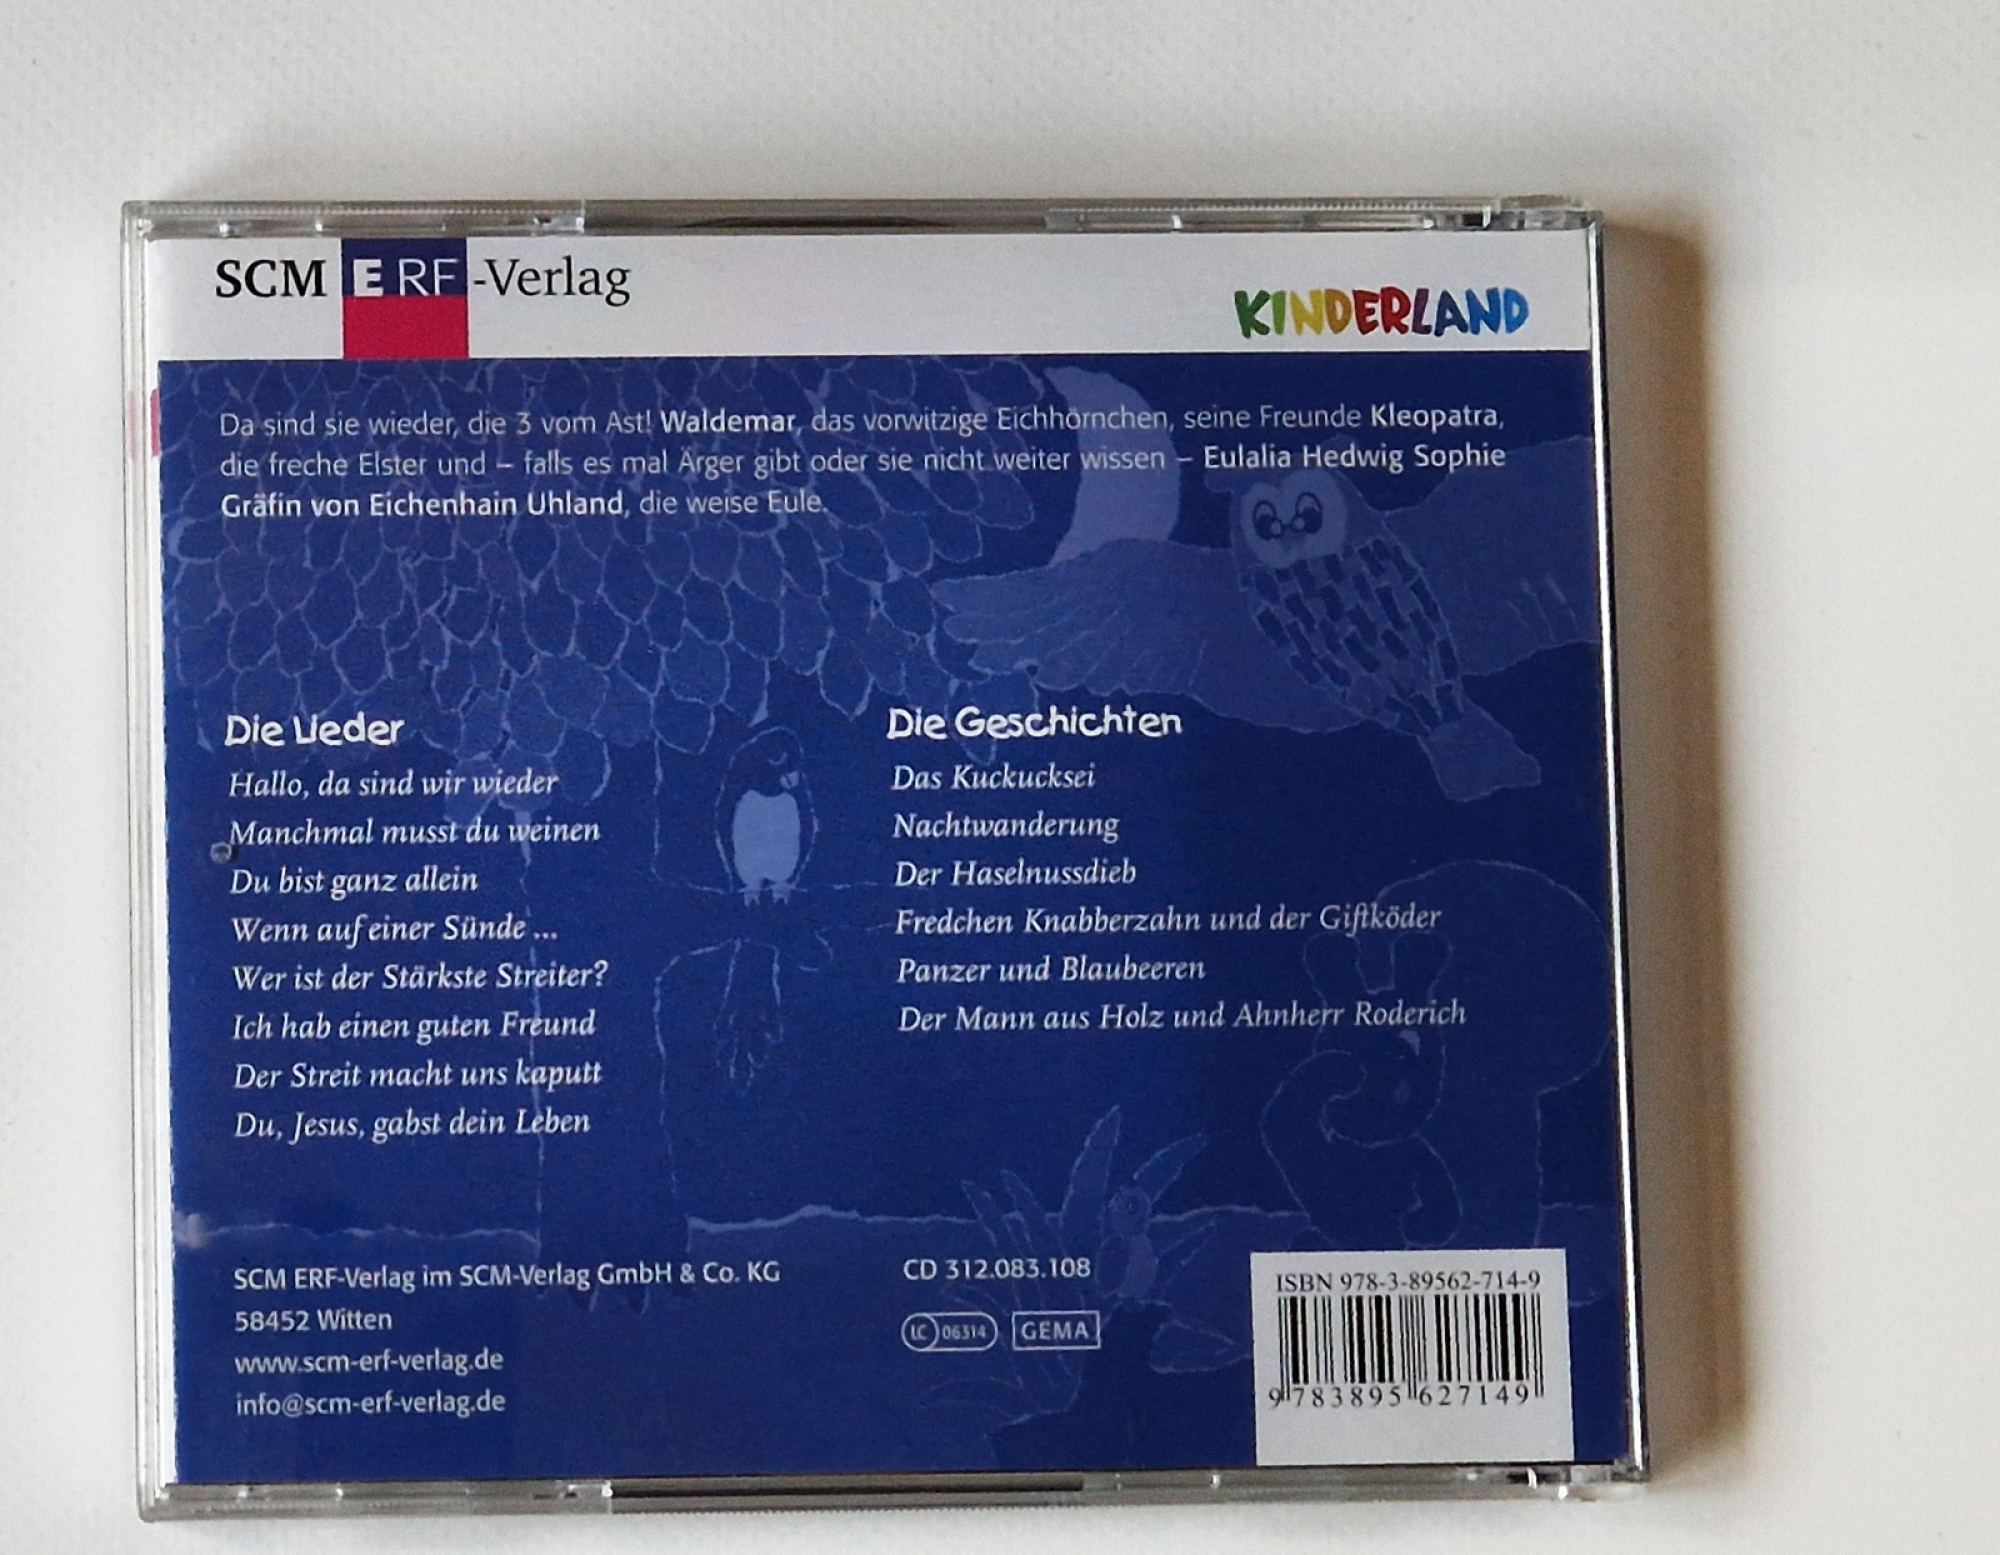 SCM ERF-Verlag
KINDERLAND
Da sind sie wieder, die 3 vom Ast! Waldemar, das vorwitzige Eichhörnchen, seine Freunde Kleopatra,
die freche Elster und – falls es mal Ärger gibt oder sie nicht weiter wissen – Eulalia Hedwig Sophie
Gräfin von Eichenhain Uhland, die weise Eule.
Die Lieder
Hallo, da sind wir wieder
Manchmal musst du weinen
Du bist ganz allein
Wenn auf einer Sünde ...
Wer ist der Stärkste Streiter?
Ich hab einen guten Freund
Der Streit macht uns kaputt
Du, Jesus, gabst dein Leben
Die Geschichten
Das Kuckucksei
Nachtwanderung
Der Haselnussdieb
Fredchen Knabberzahn und der Giftköder
Panzer und Blaubeeren
Der Mann aus Holz und Ahnherr Roderich
SCM ERF-Verlag im SCM-Verlag GmbH & Co. KG
58452 Witten
www.scm-erf-verlag.de
info@scm-erf-verlag.de
CD 312.083.108
LC 06314 GEMA
ISBN 978-3-89562-714-9
9 783895 627149